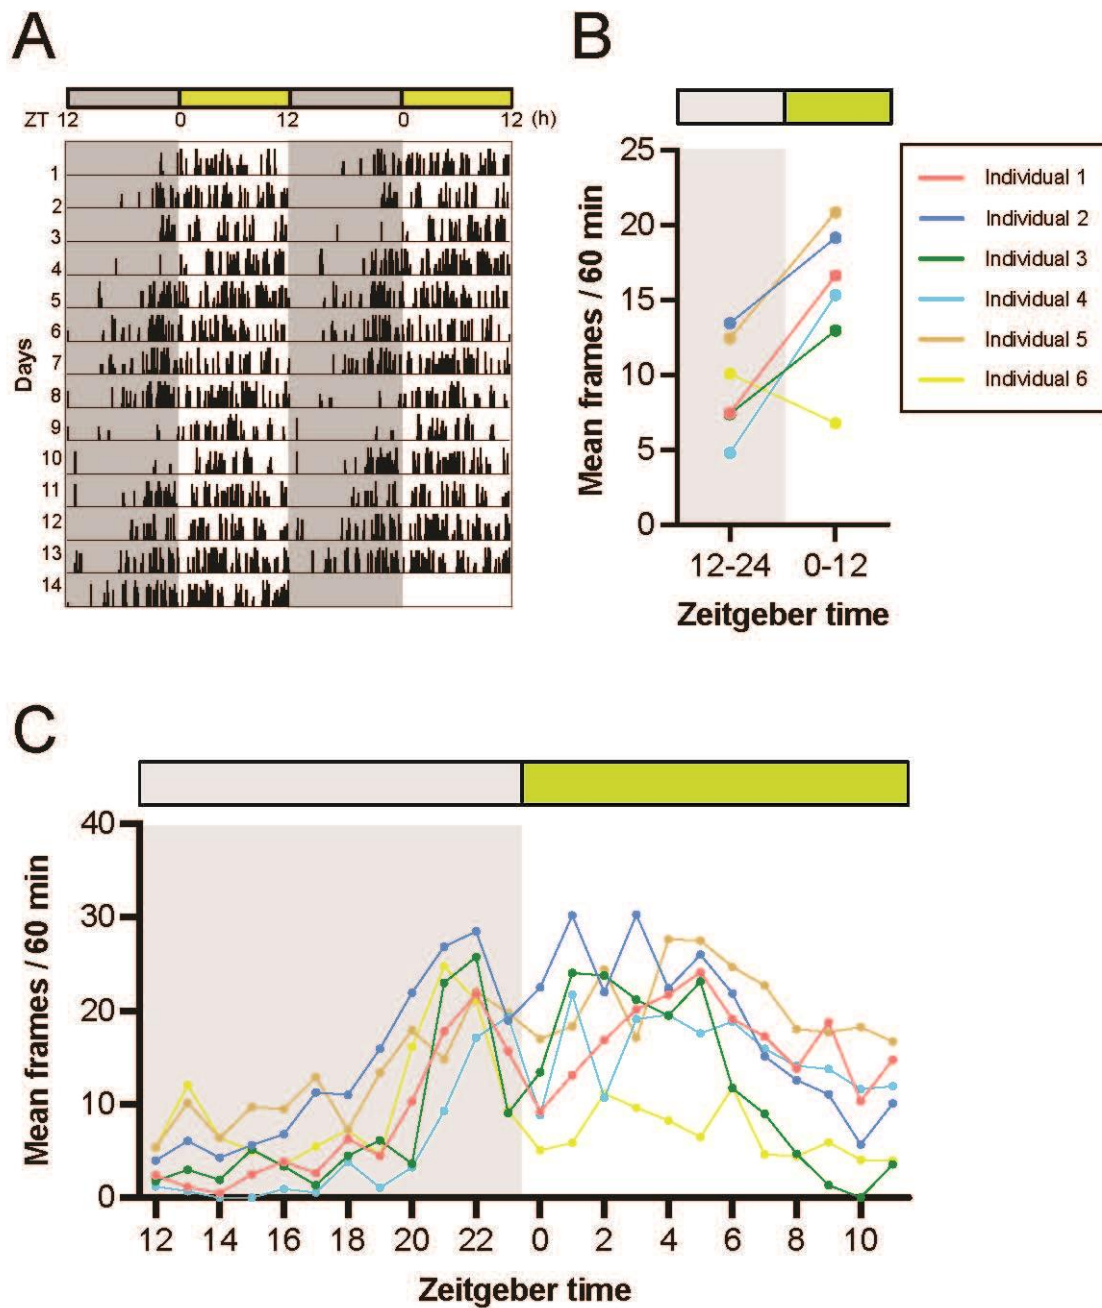 A
ZT 12 0 12 0 12 (h)
Days
1
2
3
4
5
6
7
8
9
10
11
12
13
14
B
Mean frames / 60 min
25
20
15
10
5
0
12-24 0-12
Zeitgeber time
Individual 1
Individual 2
Individual 3
Individual 4
Individual 5
Individual 6
C
Mean frames / 60 min
40
30
20
10
0
12 14 16 18 20 22 0 2 4 6 8 10
Zeitgeber time